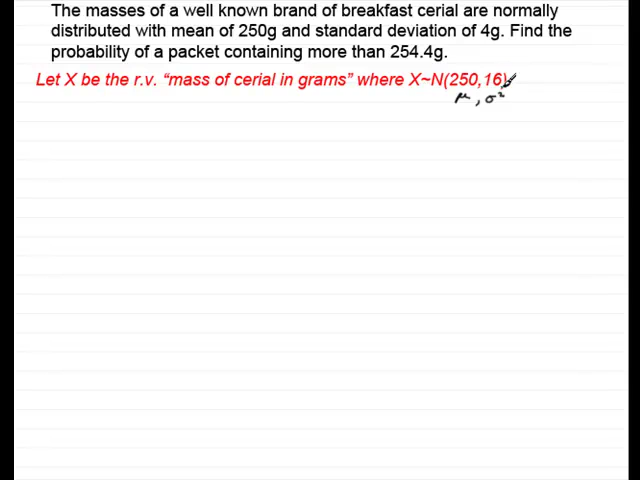 The masses of a well known brand of breakfast cerial are normally
distributed with mean of 250g and standard deviation of 4g. Find the
probability of a packet containing more than 254.4g.
Let X be the r.v. “mass of cerial in grams” where X~N(250,16)
μ, σ²